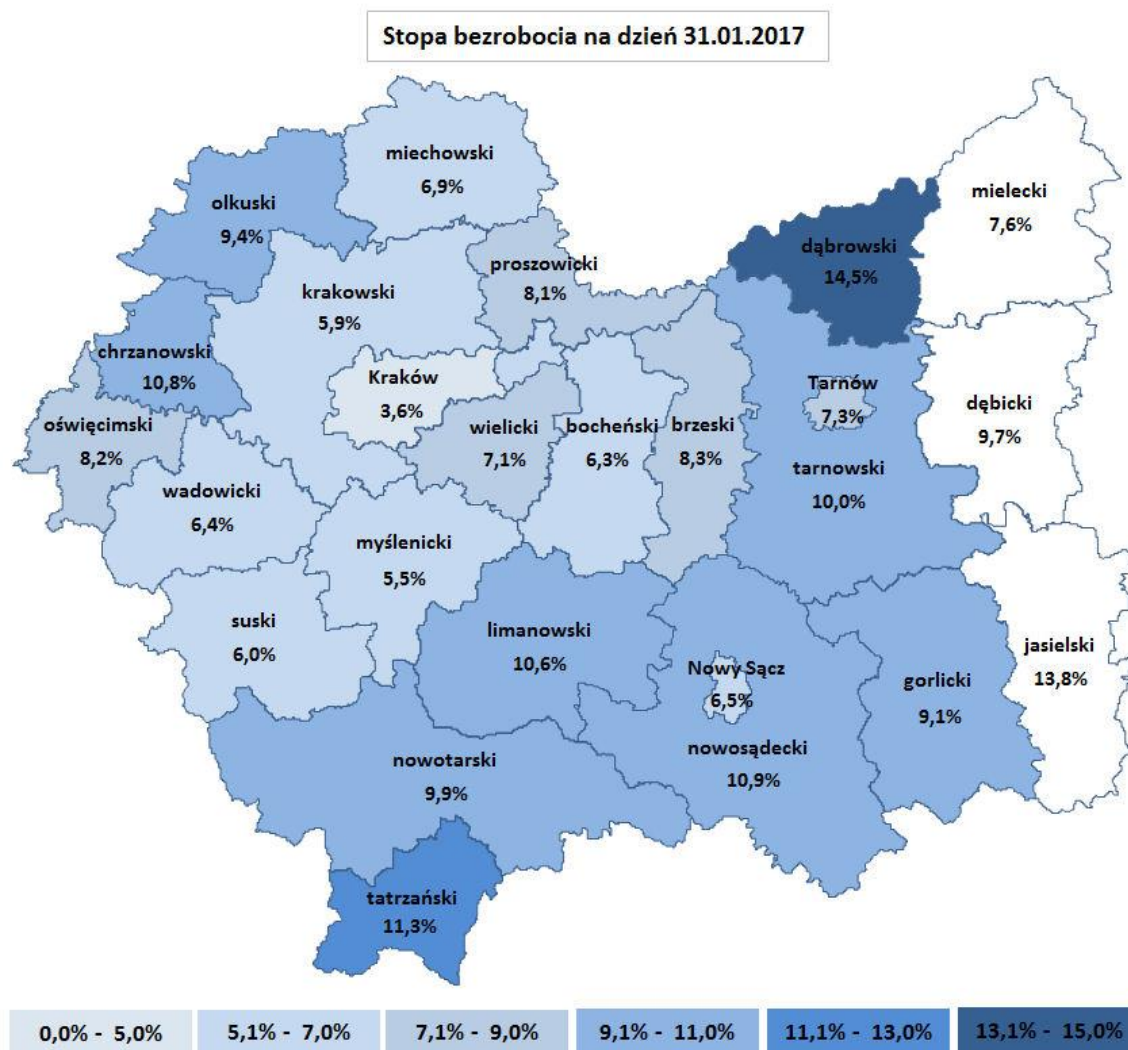 Stopa bezrobocia na dzień 31.01.2017
miechowski
6,9%
olkuski
9,4%
mielecki
7,6%
dąbrowski
14,5%
proszowicki
8,1%
krakowski
5,9%
chrzanowski
10,8%
Kraków
3,6%
Tarnów
7,3%
oświęcimski
8,2%
wielicki
7,1%
bocheński
6,3%
brzeski
8,3%
dębicki
9,7%
tarnowski
10,0%
wadowicki
6,4%
myślenicki
5,5%
suski
6,0%
limanowski
10,6%
Nowy Sącz
6,5%
gorlicki
9,1%
jasielski
13,8%
nowotarski
9,9%
nowosądecki
10,9%
tatrzański
11,3%
0,0% - 5,0%
5,1% - 7,0%
7,1% - 9,0%
9,1% - 11,0%
11,1% - 13,0%
13,1% - 15,0%